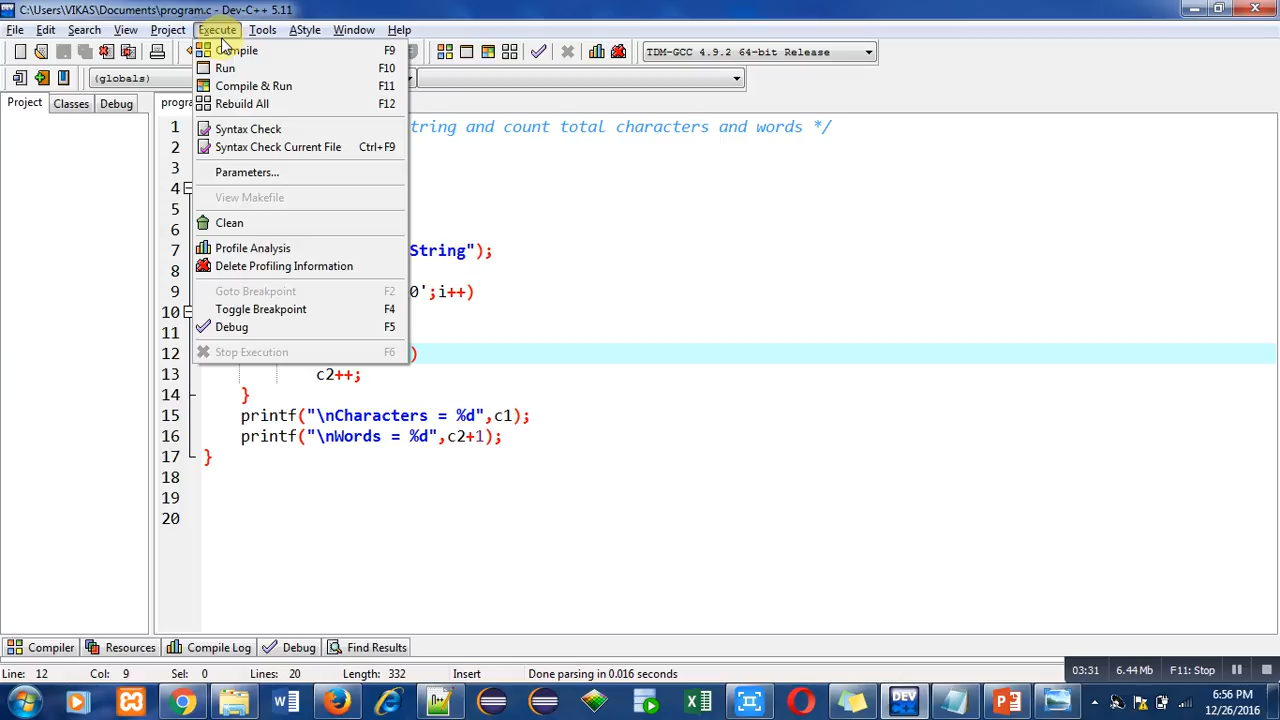 C:\Users\VIKAS\Documents\program.c - Dev-C++ 5.11
File Edit Search View Project Execute Tools AStyle Window Help
TDM-GCC 4.9.2 64-bit Release
(globals)
Project Classes Debug
Compile F9
Run F10
Compile & Run F11
Rebuild All F12
Syntax Check
Syntax Check Current File Ctrl+F9
Parameters...
View Makefile
Clean
Profile Analysis
Delete Profiling Information
Goto Breakpoint F2
Toggle Breakpoint F4
Debug F5
Stop Execution F6
1 tring and count total characters and words */
2
3
4
5
6
7 String");
8
9 0';i++)
10
11
12 )
13 c2++;
14 }
15 printf("\nCharacters = %d",c1);
16 printf("\nWords = %d",c2+1);
17 }
18
19
20
Compiler Resources Compile Log Debug Find Results
Line: 12 Col: 9 Sel: 0 Lines: 20 Length: 332 Insert Done parsing in 0.016 seconds
03:31 6.44 Mb F11: Stop
DEV
6:56 PM
12/26/2016